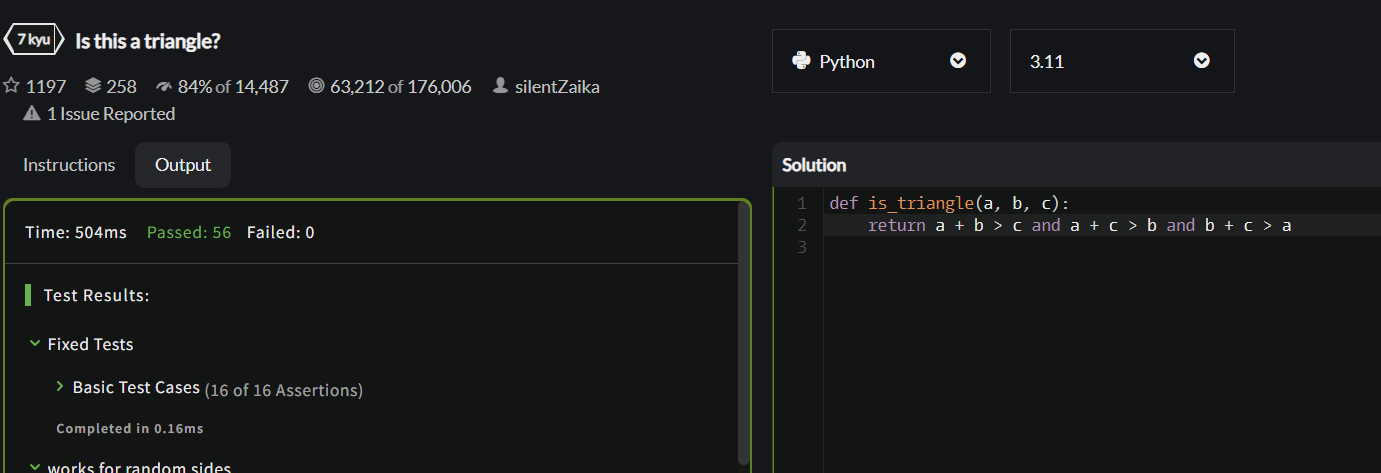 7 kyu Is this a triangle?
1197 258 84% of 14,487 63,212 of 176,006 silentZaika
1 Issue Reported
Instructions Output
Time: 504ms Passed: 56 Failed: 0
Test Results:
Fixed Tests
Basic Test Cases (16 of 16 Assertions)
Completed in 0.16ms
works for random sides
Python 3.11
Solution
1 def is_triangle(a, b, c):
2     return a + b > c and a + c > b and b + c > a
3